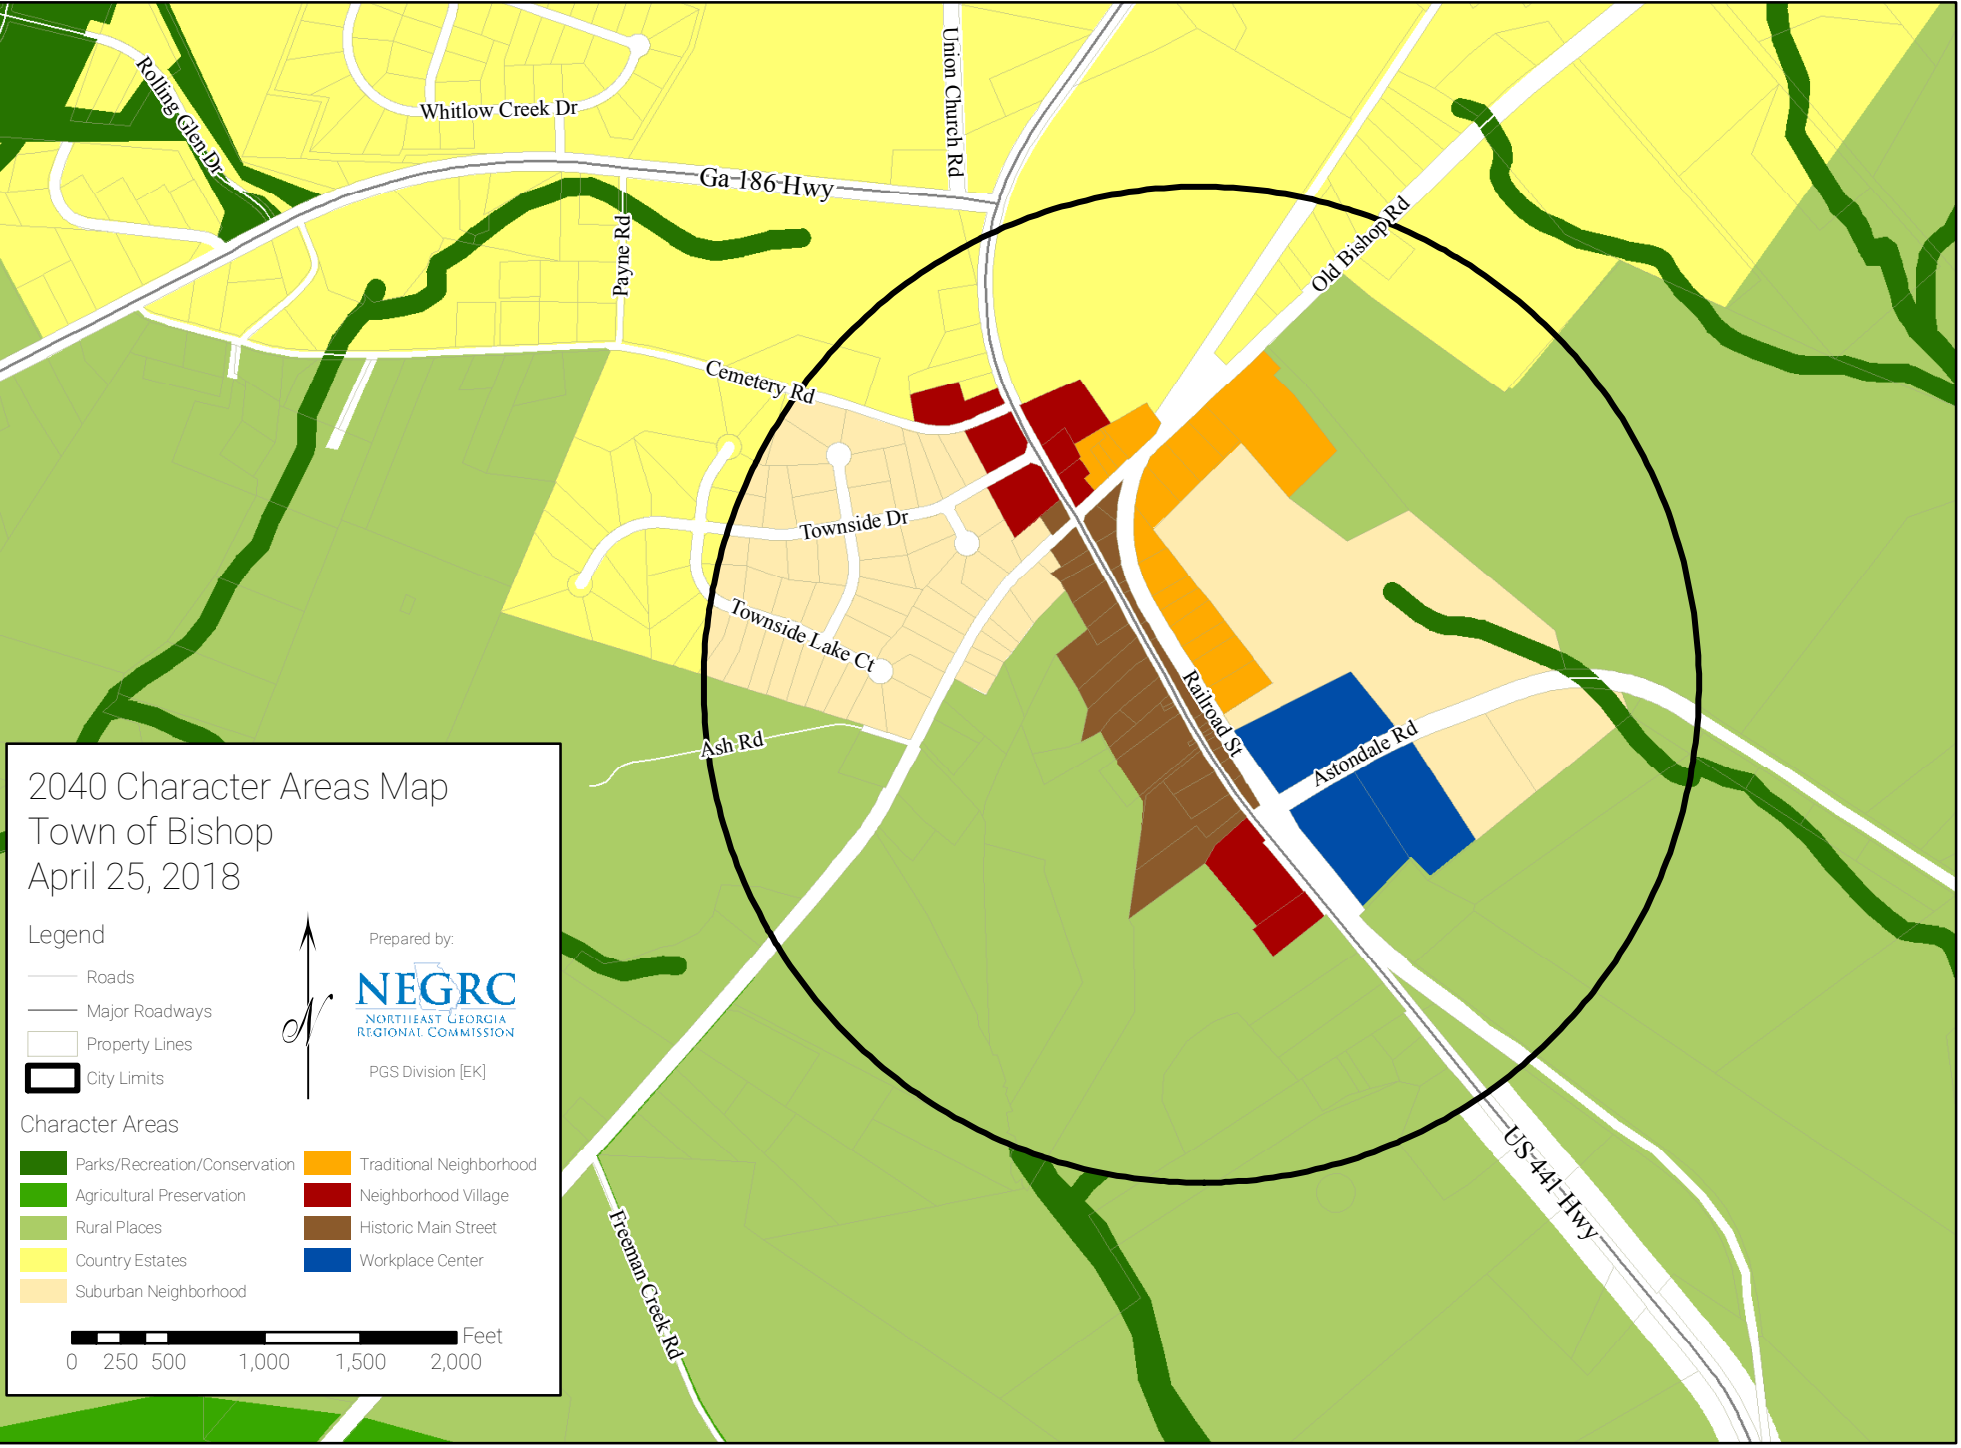 Rolling Glen Dr
Whitlow Creek Dr
Union Church Rd
Ga 186 Hwy
Payne Rd
Old Bishop Rd
Cemetery Rd
Townside Dr
Townside Lake Ct
Ash Rd
Railroad St
Astondale Rd
US 441 Hwy
Freeman Creek Rd
2040 Character Areas Map
Town of Bishop
April 25, 2018
Legend
Roads
Major Roadways
Property Lines
City Limits
N
Prepared by:
NEGRC
NORTHEAST GEORGIA
REGIONAL COMMISSION
PGS Division [EK]
Character Areas
Parks/Recreation/Conservation
Agricultural Preservation
Rural Places
Country Estates
Suburban Neighborhood
Traditional Neighborhood
Neighborhood Village
Historic Main Street
Workplace Center
Feet
0 250 500 1,000 1,500 2,000